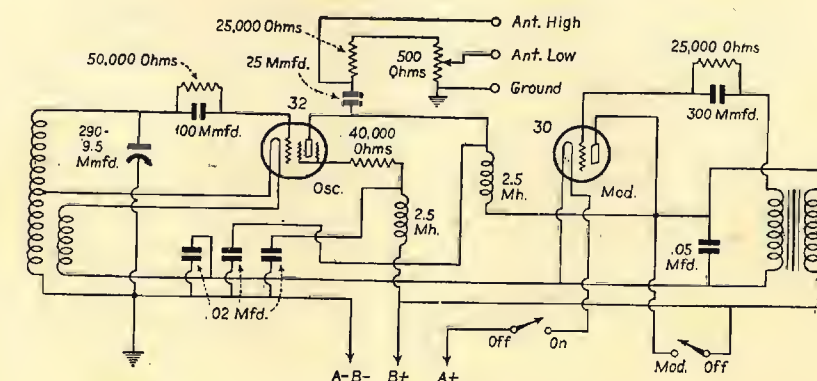 25,000 Ohms
Ant. High
50,000 Ohms
500 Ohms
Ant. Low
25,000 Ohms
25 Mmfd.
Ground
32
30
290-
9.5
Mmfd.
100 Mmfd.
40,000
Ohms
300 Mmfd.
Osc.
2.5
Mh.
2.5
Mh.
Mod.
.05
Mfd.
.02 Mfd.
Off
On
A-B-
B+
A+
Mod.
Off